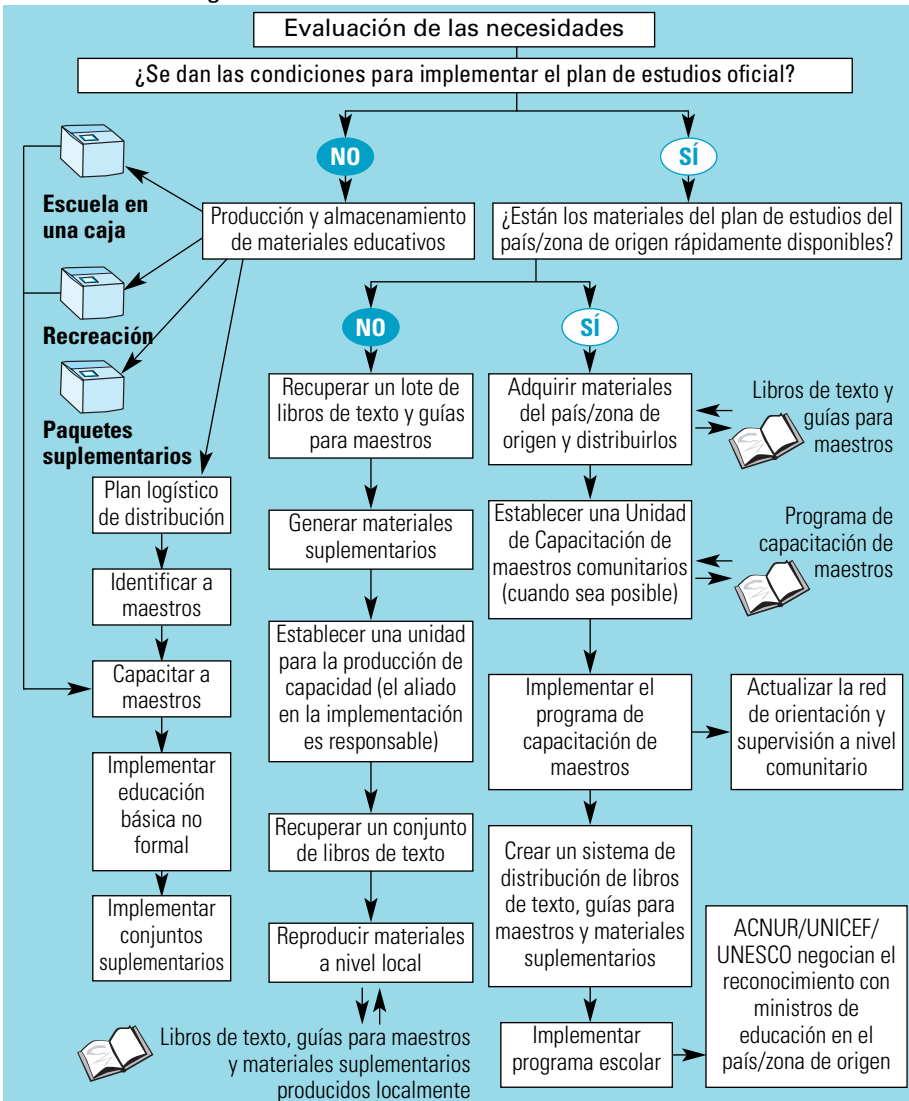 Evaluación de las necesidades
¿Se dan las condiciones para implementar el plan de estudios oficial?
NO
SÍ
Escuela en
una caja
Producción y almacenamiento
de materiales educativos
¿Están los materiales del plan de estudios del
país/zona de origen rápidamente disponibles?
Recreación
Paquetes
suplementarios
NO
SÍ
Recuperar un lote de
libros de texto y guías
para maestros
Adquirir materiales
del país/zona de
origen y distribuirlos
Libros de texto y
guías para
maestros
Plan logístico
de distribución
Generar materiales
suplementarios
Establecer una Unidad
de Capacitación de
maestros comunitarios
(cuando sea posible)
Programa de
capacitación de
maestros
Identificar a
maestros
Capacitar a
maestros
Establecer una unidad
para la producción de
capacidad (el aliado
en la implementación
es responsable)
Implementar el
programa de
capacitación de
maestros
Actualizar la red
de orientación y
supervisión a nivel
comunitario
Implementar
educación
básica no
formal
Recuperar un conjunto
de libros de texto
Crear un sistema de
distribución de libros
de texto, guías para
maestros y materiales
suplementarios
Implementar
conjuntos
suplementarios
Reproducir materiales
a nivel local
ACNUR/UNICEF/
UNESCO negocian el
reconocimiento con
ministros de
educación en el
país/zona de origen
Libros de texto, guías para maestros
y materiales suplementarios
producidos localmente
Implementar
programa escolar